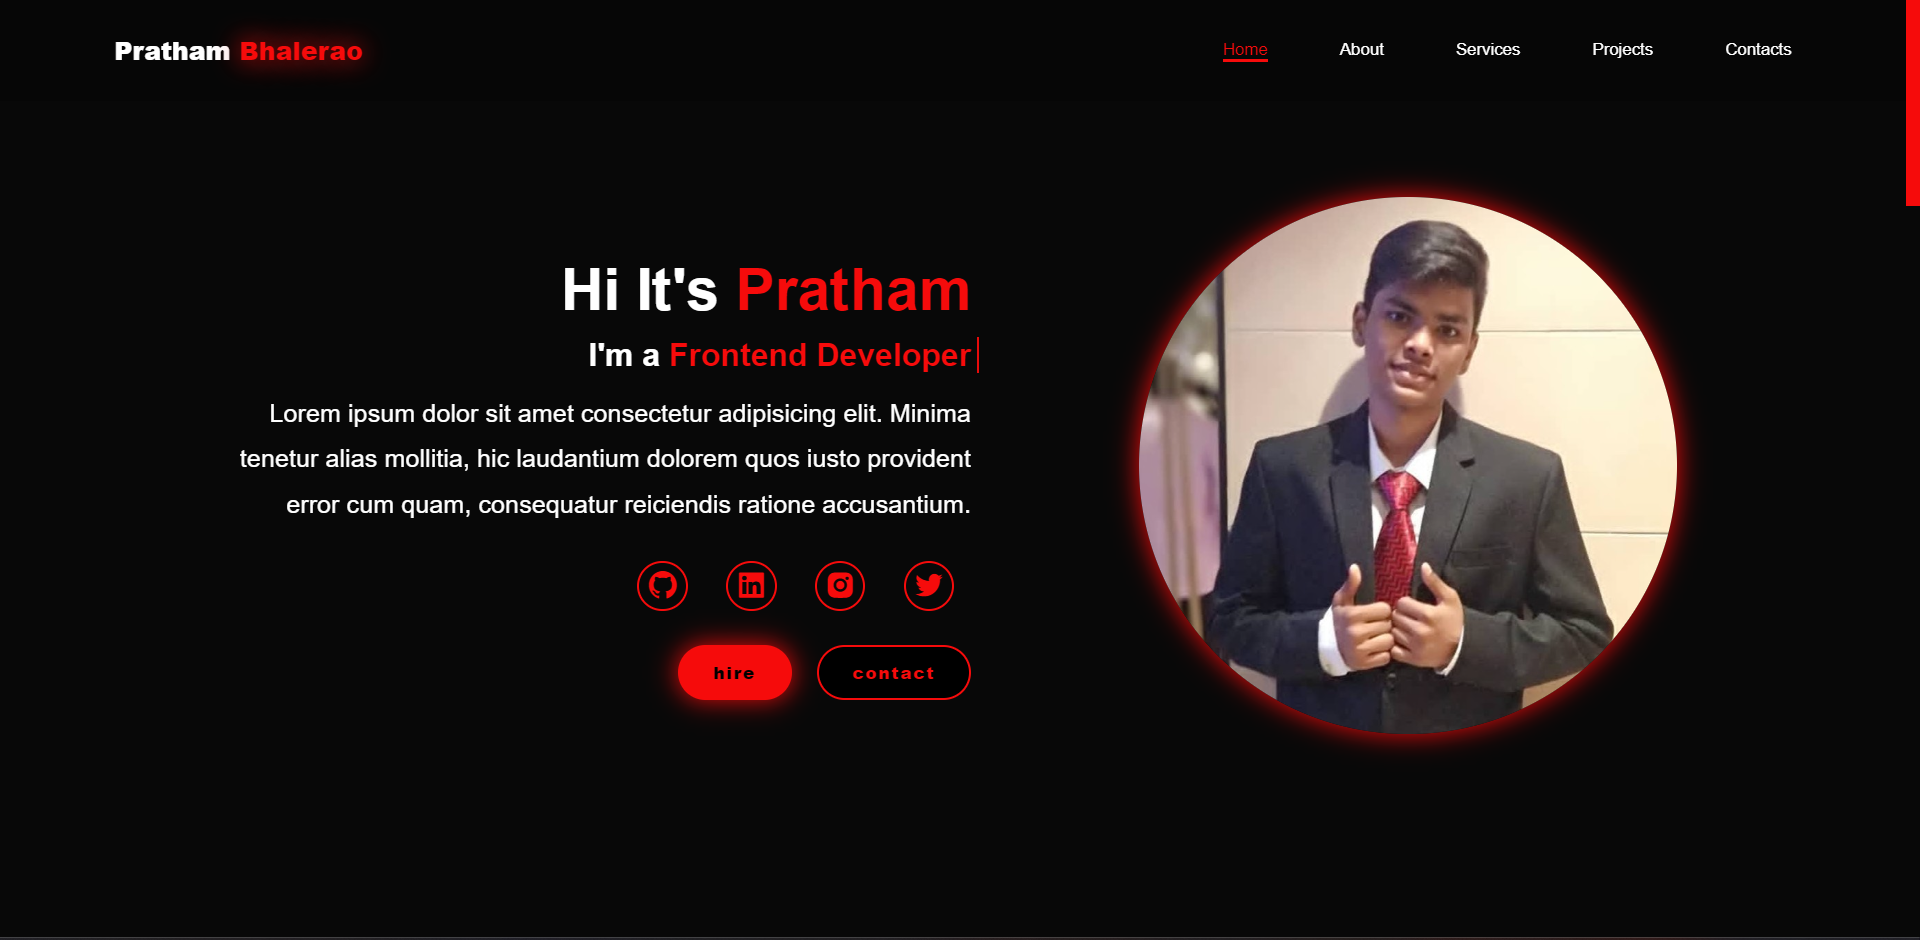 Pratham Bhalerao
Home About Services Projects Contacts
Hi It's Pratham
I'm a Frontend Developer
Lorem ipsum dolor sit amet consectetur adipisicing elit. Minima
tenetur alias mollitia, hic laudantium dolorem quos iusto provident
error cum quam, consequatur reiciendis ratione accusantium.
in
hire contact